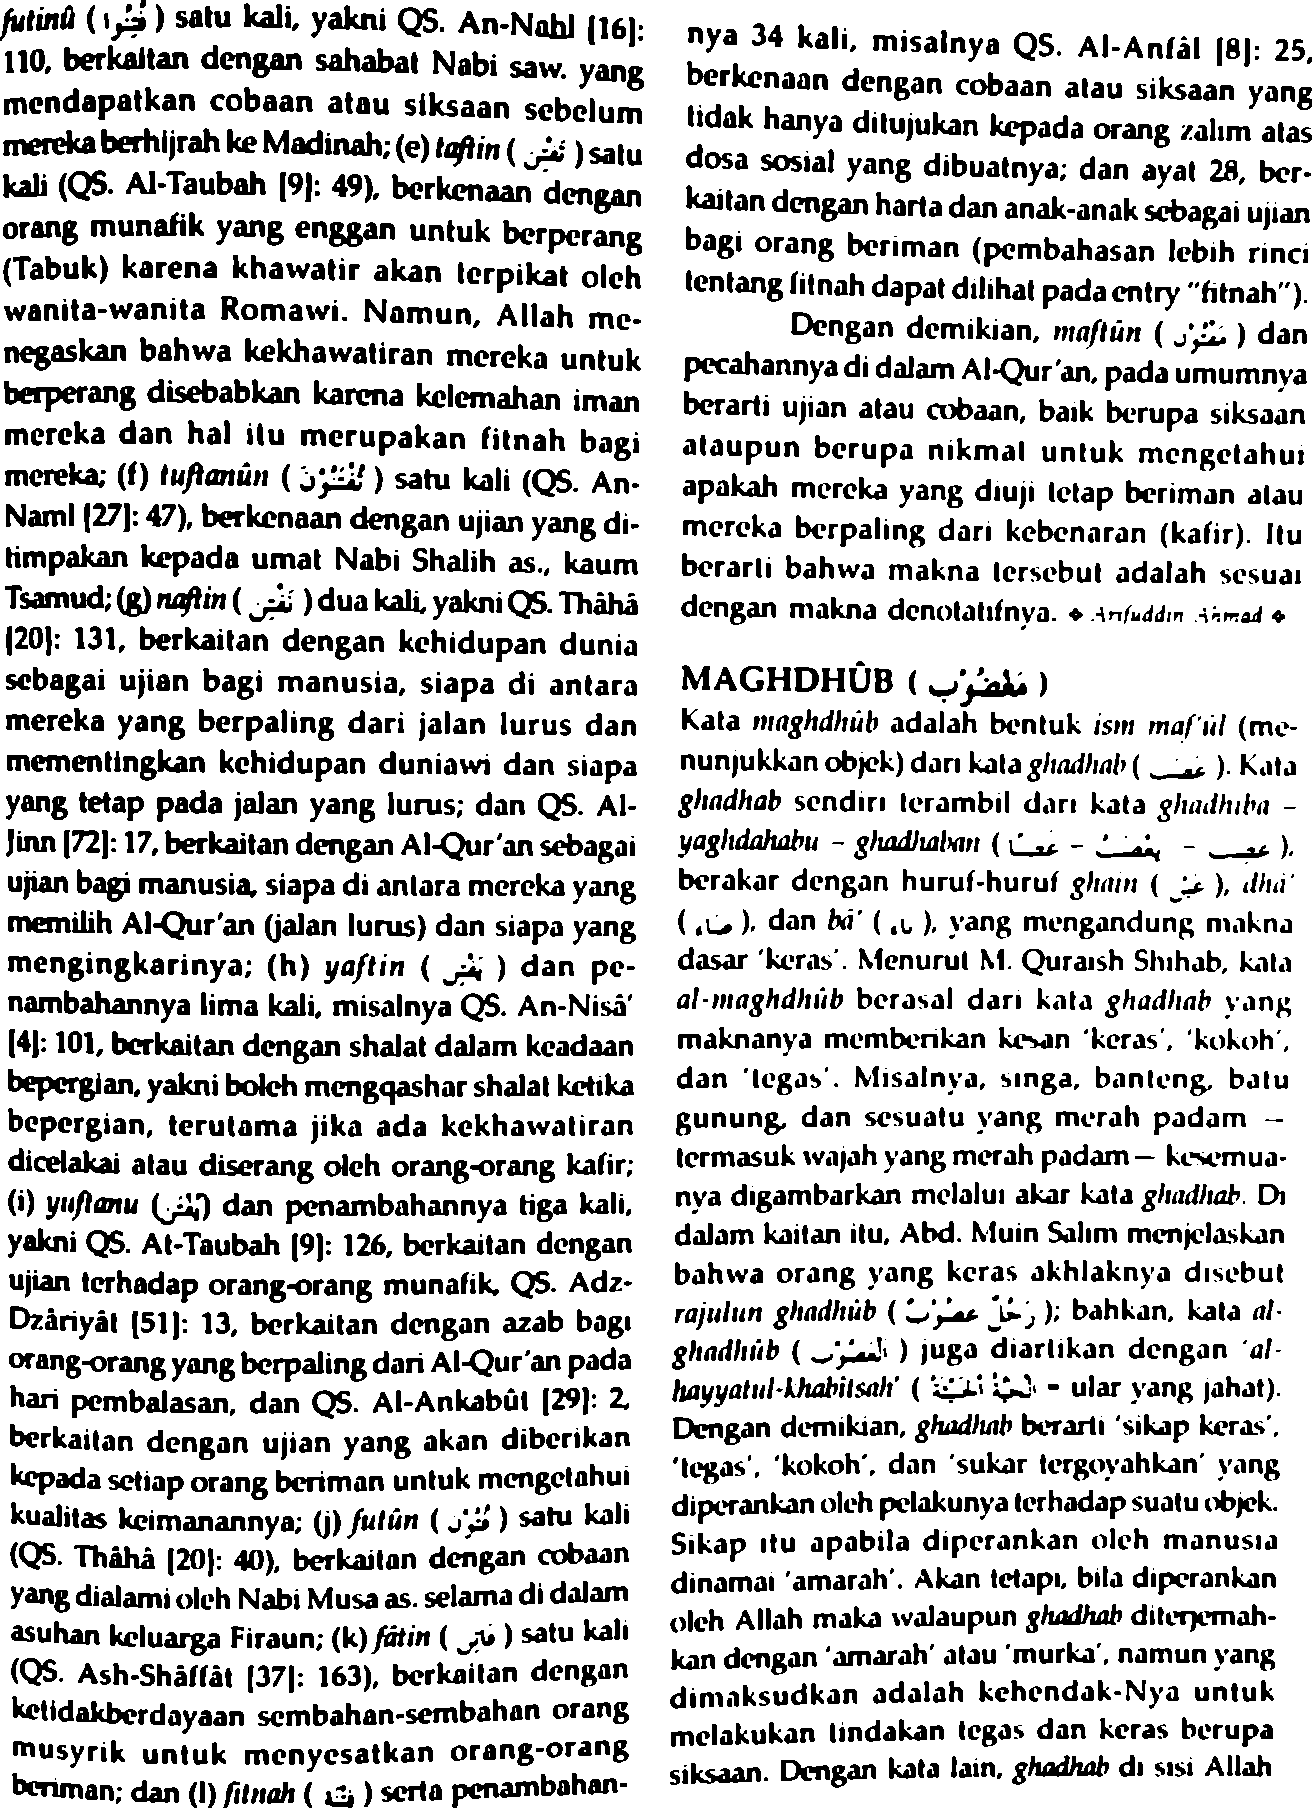 futinû ( فُتِنُوا ) satu kali, yakni QS. An-Nahl [16]:
110, berkaitan dengan sahabat Nabi saw. yang
mendapatkan cobaan atau siksaan sebelum
mereka berhijrah ke Madinah; (e) taftin ( تَفْتِن ) satu
kali (QS. Al-Taubah [9]: 49), berkenaan dengan
orang munafik yang enggan untuk berperang
(Tabuk) karena khawatir akan terpikat oleh
wanita-wanita Romawi. Namun, Allah me-
negaskan bahwa kekhawatiran mereka untuk
berperang disebabkan karena kelemahan iman
mereka dan hal itu merupakan fitnah bagi
mereka; (f) tuftanûn ( تُفْتَنُوْنَ ) satu kali (QS. An-
Naml [27]: 47), berkenaan dengan ujian yang di-
timpakan kepada umat Nabi Shalih as., kaum
Tsamud; (g) naftin ( نَفْتِن ) dua kali, yakni QS. Thâhâ
[20]: 131, berkaitan dengan kehidupan dunia
sebagai ujian bagi manusia, siapa di antara
mereka yang berpaling dari jalan lurus dan
mementingkan kehidupan duniawi dan siapa
yang tetap pada jalan yang lurus; dan QS. Al-
Jinn [72]: 17, berkaitan dengan Al-Qur'an sebagai
ujian bagi manusia, siapa di antara mereka yang
memilih Al-Qur'an (jalan lurus) dan siapa yang
mengingkarinya; (h) yaftin ( يَفْتِن ) dan pe-
nambahannya lima kali, misalnya QS. An-Nisâ'
[4]: 101, berkaitan dengan shalat dalam keadaan
bepergian, yakni boleh mengqashar shalat ketika
bepergian, terutama jika ada kekhawatiran
dicelakai atau diserang oleh orang-orang kafir;
(i) yuftanu (يُفْتَنُ) dan penambahannya tiga kali,
yakni QS. At-Taubah [9]: 126, berkaitan dengan
ujian terhadap orang-orang munafik, QS. Adz-
Dzâriyât [51]: 13, berkaitan dengan azab bagi
orang-orang yang berpaling dari Al-Qur'an pada
hari pembalasan, dan QS. Al-Ankabût [29]: 2,
berkaitan dengan ujian yang akan diberikan
kepada setiap orang beriman untuk mengetahui
kualitas keimanannya; (j) futûn ( فُتُوْن ) satu kali
(QS. Thâhâ [20]: 40), berkaitan dengan cobaan
yang dialami oleh Nabi Musa as. selama di dalam
asuhan keluarga Firaun; (k) fâtin ( فَاتِن ) satu kali
(QS. Ash-Shâffât [37]: 163), berkaitan dengan
ketidakberdayaan sembahan-sembahan orang
musyrik untuk menyesatkan orang-orang
beriman; dan (l) fitnah ( فِتْنَة ) serta penambahan-
nya 34 kali, misalnya QS. Al-Anfâl [8]: 25,
berkenaan dengan cobaan atau siksaan yang
tidak hanya ditujukan kepada orang zalim atas
dosa sosial yang dibuatnya; dan ayat 28, ber-
kaitan dengan harta dan anak-anak sebagai ujian
bagi orang beriman (pembahasan lebih rinci
tentang fitnah dapat dilihat pada entry "fitnah").
Dengan demikian, maftûn ( مَفْتُوْن ) dan
pecahannya di dalam Al-Qur'an, pada umumnya
berarti ujian atau cobaan, baik berupa siksaan
ataupun berupa nikmat untuk mengetahui
apakah mereka yang diuji tetap beriman atau
mereka berpaling dari kebenaran (kafir). Itu
berarti bahwa makna tersebut adalah sesuai
dengan makna denotatifnya. ❖ Arifuddin Ahmad ❖
MAGHDHÛB ( مَغْضُوْب )
Kata maghdhûb adalah bentuk ism maf'ûl (me-
nunjukkan objek) dari kata ghadhab ( غضب ). Kata
ghadhab sendiri terambil dari kata ghadhiba –
yaghdahabu – ghadhaban ( غَضِبَ – يَغْضَبُ – غَضَبًا ),
berakar dengan huruf-huruf ghain ( غَيْن ), dhâ'
( ضاء ), dan bâ' ( باء ), yang mengandung makna
dasar 'keras'. Menurut M. Quraish Shihab, kata
al-maghdhûb berasal dari kata ghadhab yang
maknanya memberikan kesan 'keras', 'kokoh',
dan 'tegas'. Misalnya, singa, banteng, batu
gunung, dan sesuatu yang merah padam —
termasuk wajah yang merah padam — kesemua-
nya digambarkan melalui akar kata ghadhab. Di
dalam kaitan itu, Abd. Muin Salim menjelaskan
bahwa orang yang keras akhlaknya disebut
rajulun ghadhûb ( رَجُلٌ غَضُوْبٌ ); bahkan, kata al-
ghadhûb ( الْغَضُوْب ) juga diartikan dengan 'al-
hayyatul-khabîtsah' ( الْحَيَّةُ الْخَبِيْثَةُ - ular yang jahat).
Dengan demikian, ghadhab berarti 'sikap keras',
'tegas', 'kokoh', dan 'sukar tergoyahkan' yang
diperankan oleh pelakunya terhadap suatu objek.
Sikap itu apabila diperankan oleh manusia
dinamai 'amarah'. Akan tetapi, bila diperankan
oleh Allah maka walaupun ghadhab diterjemah-
kan dengan 'amarah' atau 'murka', namun yang
dimaksudkan adalah kehendak-Nya untuk
melakukan tindakan tegas dan keras berupa
siksaan. Dengan kata lain, ghadhab di sisi Allah